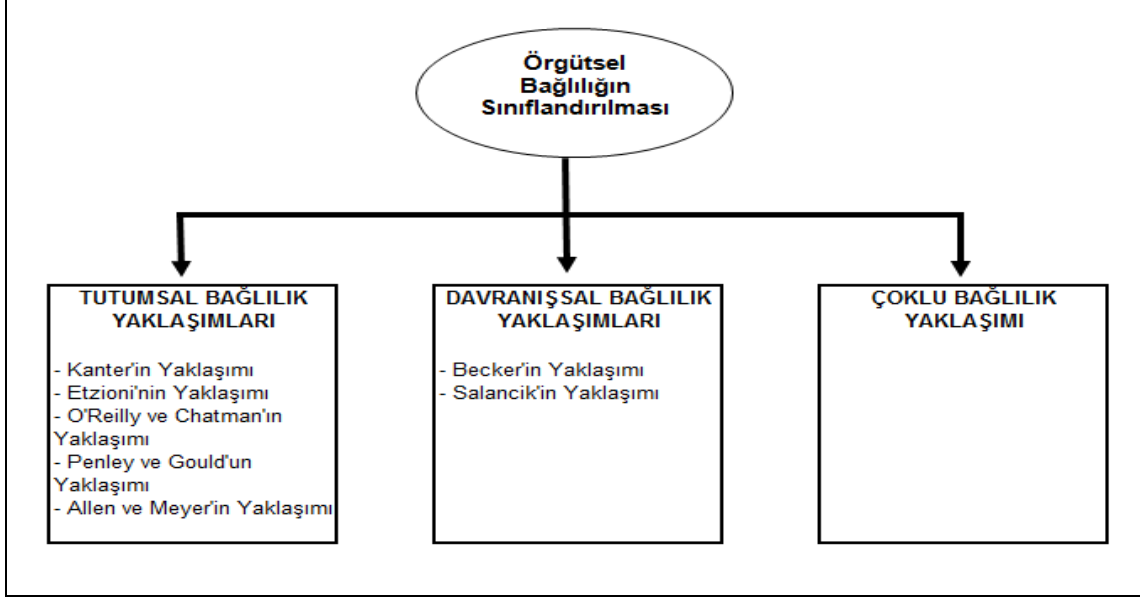 Örgütsel
Bağlılığın
Sınıflandırılması
TUTUMSAL BAĞLILIK
YAKLAŞIMLARI
- Kanter'in Yaklaşımı
- Etzioni'nin Yaklaşımı
- O'Reilly ve Chatman'ın
Yaklaşımı
- Penley ve Gould'un
Yaklaşımı
- Allen ve Meyer'in Yaklaşımı
DAVRANIŞSAL BAĞLILIK
YAKLAŞIMLARI
- Becker'in Yaklaşımı
- Salancik'in Yaklaşımı
ÇOKLU BAĞLILIK
YAKLAŞIMI